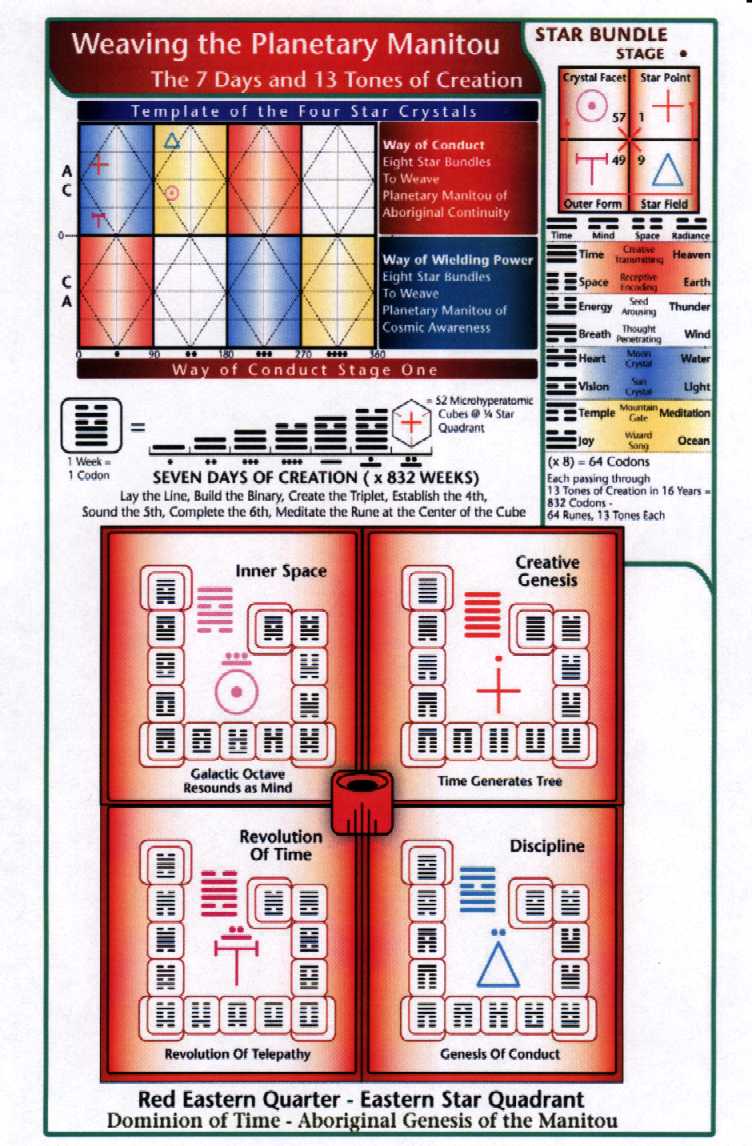 Weaving the Planetary Manitou
The 7 Days and 13 Tones of Creation
STAR BUNDLE
STAGE •
Crystal Facet
Star Point
57
1
49
9
Outer Form
Star Field
Time
Mind
Space
Radiance
Time
Creative
Transmitting
Heaven
Space
Receptive
Encoding
Earth
Energy
Seed
Arousing
Thunder
Breath
Thought
Penetrating
Wind
Heart
Moon
Crystal
Water
Vision
Sun
Crystal
Light
Temple
Mountain
Gate
Meditation
Joy
Wizard
Song
Ocean
(x 8) = 64 Codons
Each passing through
13 Tones of Creation in 16 Years =
832 Codons -
64 Runes, 13 Tones Each
Template of the Four Star Crystals
A
C
0
C
A
0
90
180
270
360
Way of Conduct
Eight Star Bundles
To Weave
Planetary Manitou of
Aboriginal Continuity
Way of Wielding Power
Eight Star Bundles
To Weave
Planetary Manitou of
Cosmic Awareness
Way of Conduct Stage One
1 Week =
1 Codon
=
= 52 Microhyperatomic
Cubes @ ¼ Star
Quadrant
SEVEN DAYS OF CREATION ( x 832 WEEKS)
Lay the Line, Build the Binary, Create the Triplet, Establish the 4th,
Sound the 5th, Complete the 6th, Meditate the Rune at the Center of the Cube
Inner Space
Galactic Octave
Resounds as Mind
Creative
Genesis
Time Generates Tree
Revolution
Of Time
Revolution Of Telepathy
Discipline
Genesis Of Conduct
Red Eastern Quarter - Eastern Star Quadrant
Dominion of Time - Aboriginal Genesis of the Manitou